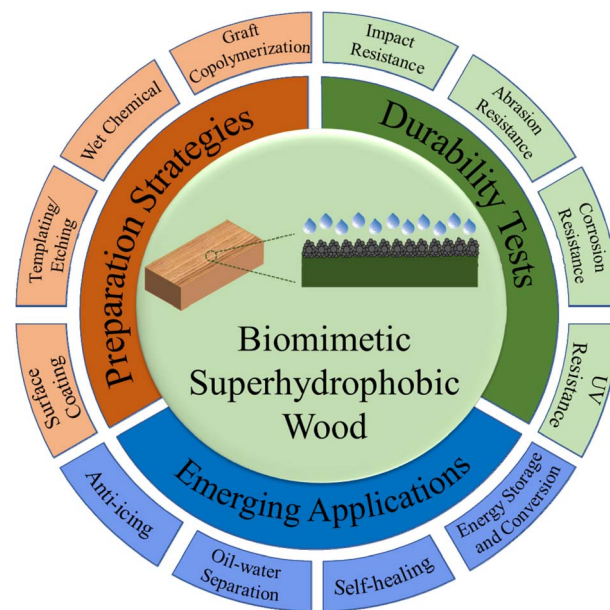 Biomimetic
Superhydrophobic
Wood
Preparation Strategies
Surface
Coating
Templating/
Etching
Wet Chemical
Graft
Copolymerization
Durability Tests
Impact
Resistance
Abrasion
Resistance
Corrosion
Resistance
UV
Resistance
Emerging Applications
Anti-icing
Oil-water
Separation
Self-healing
Energy Storage
and Conversion